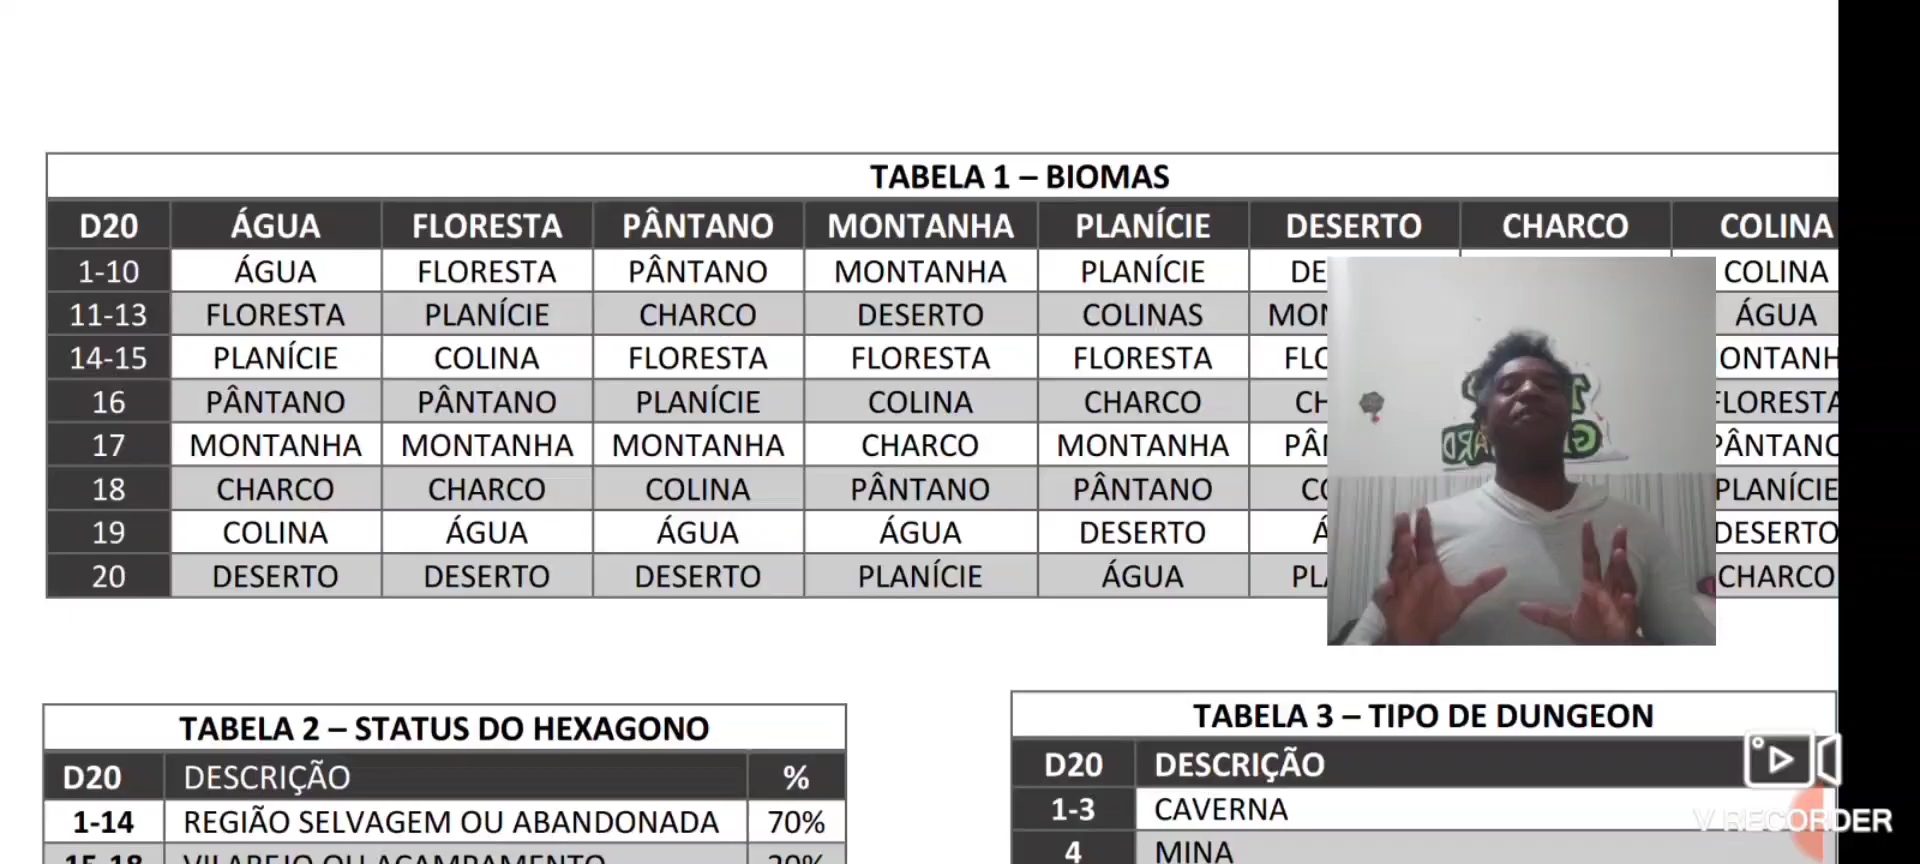 TABELA 1 – BIOMAS
D20 ÁGUA FLORESTA PÂNTANO MONTANHA PLANÍCIE DESERTO CHARCO COLINA
1-10 ÁGUA FLORESTA PÂNTANO MONTANHA PLANÍCIE DE COLINA
11-13 FLORESTA PLANÍCIE CHARCO DESERTO COLINAS MON ÁGUA
14-15 PLANÍCIE COLINA FLORESTA FLORESTA FLORESTA FLO ONTANH
16 PÂNTANO PÂNTANO PLANÍCIE COLINA CHARCO CH FLORESTA
17 MONTANHA MONTANHA MONTANHA CHARCO MONTANHA PÂ PÂNTANO
18 CHARCO CHARCO COLINA PÂNTANO PÂNTANO CO PLANÍCIE
19 COLINA ÁGUA ÁGUA ÁGUA DESERTO Á DESERTO
20 DESERTO DESERTO DESERTO PLANÍCIE ÁGUA PL CHARCO
TABELA 2 – STATUS DO HEXAGONO
D20 DESCRIÇÃO %
1-14 REGIÃO SELVAGEM OU ABANDONADA 70%
15-18 VILAREJO OU ACAMPAMENTO 20%
TABELA 3 – TIPO DE DUNGEON
D20 DESCRIÇÃO
1-3 CAVERNA
4 MINA
V RECORDER